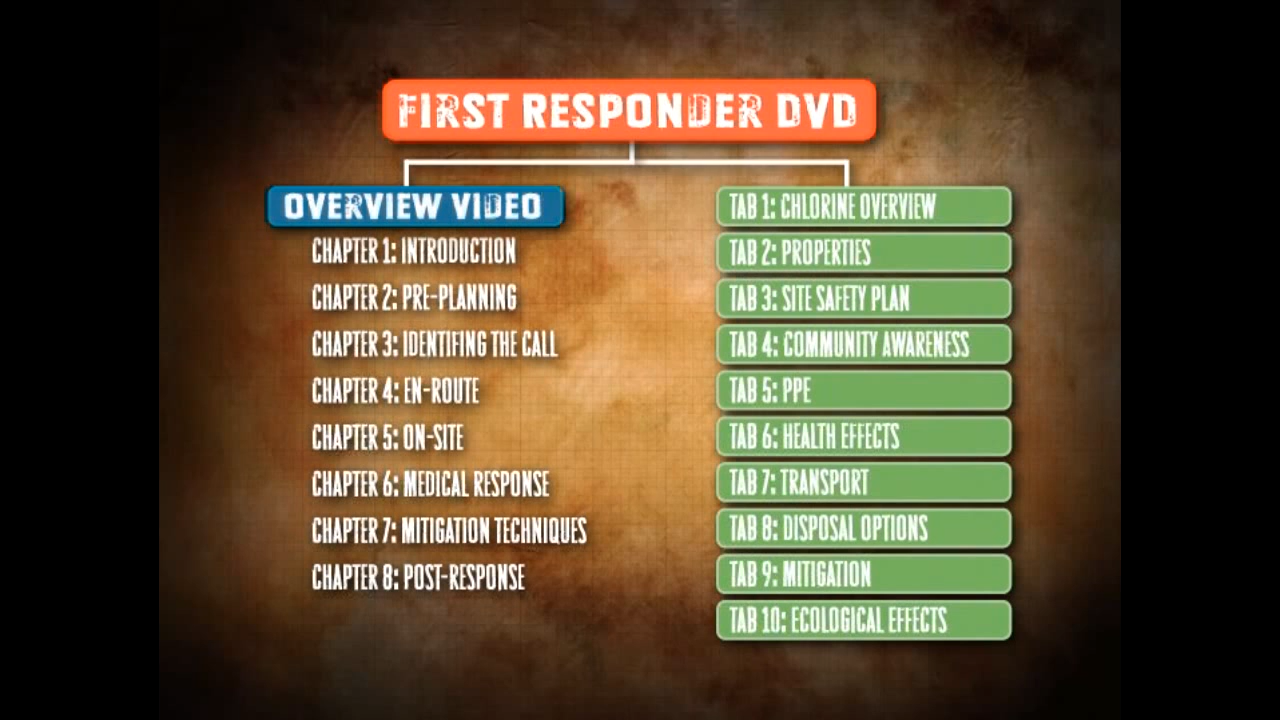 FIRST RESPONDER DVD
OVERVIEW VIDEO
CHAPTER 1: INTRODUCTION
CHAPTER 2: PRE-PLANNING
CHAPTER 3: IDENTIFING THE CALL
CHAPTER 4: EN-ROUTE
CHAPTER 5: ON-SITE
CHAPTER 6: MEDICAL RESPONSE
CHAPTER 7: MITIGATION TECHNIQUES
CHAPTER 8: POST-RESPONSE
TAB 1: CHLORINE OVERVIEW
TAB 2: PROPERTIES
TAB 3: SITE SAFETY PLAN
TAB 4: COMMUNITY AWARENESS
TAB 5: PPE
TAB 6: HEALTH EFFECTS
TAB 7: TRANSPORT
TAB 8: DISPOSAL OPTIONS
TAB 9: MITIGATION
TAB 10: ECOLOGICAL EFFECTS